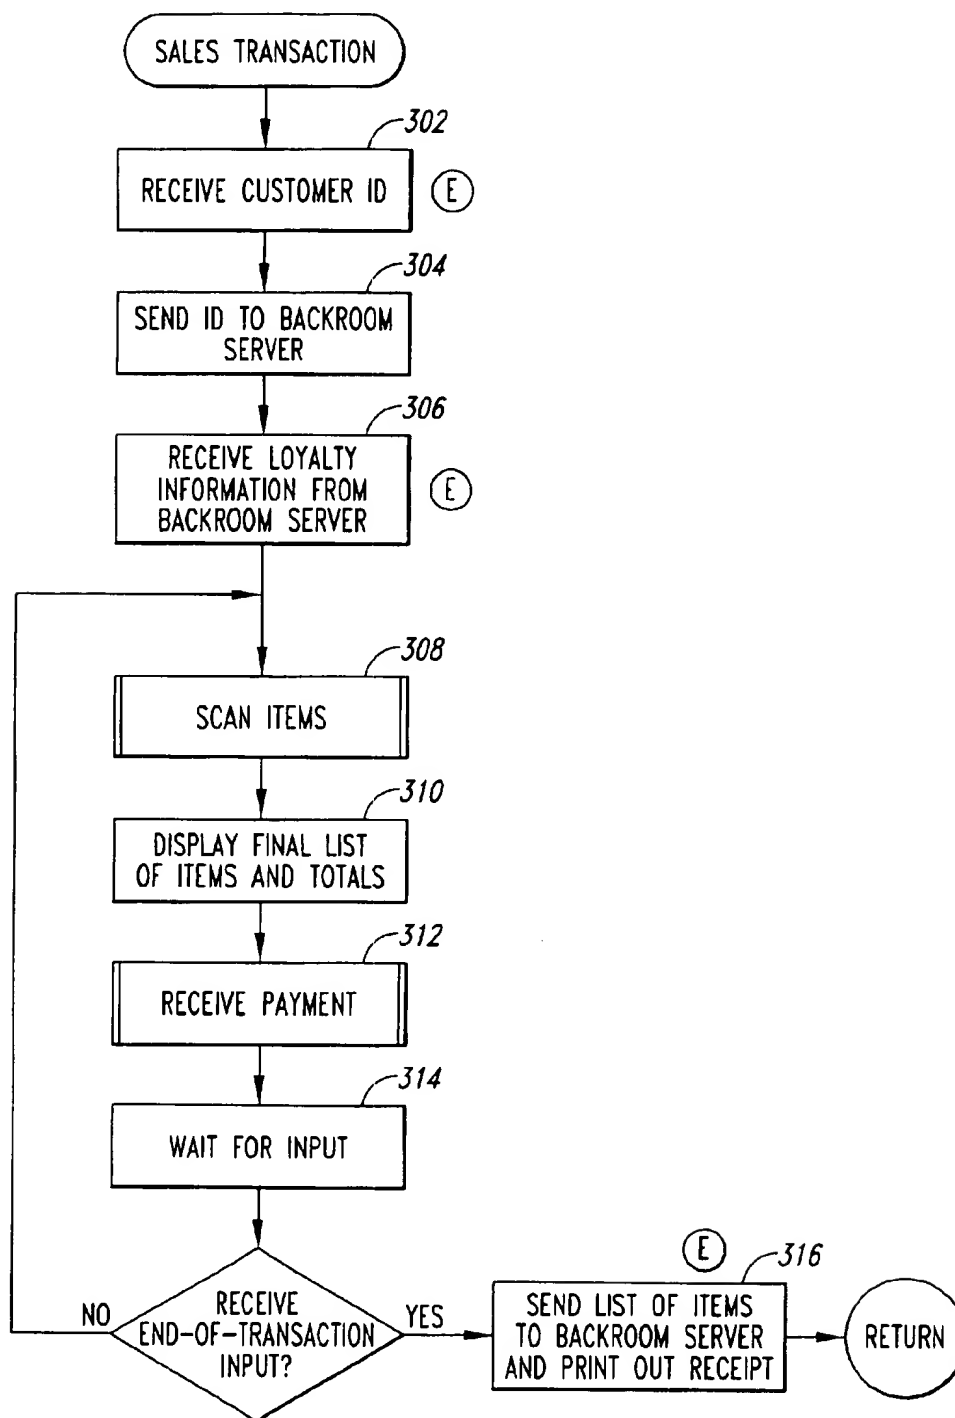 SALES TRANSACTION
302
RECEIVE CUSTOMER ID
E
304
SEND ID TO BACKROOM
SERVER
306
RECEIVE LOYALTY
INFORMATION FROM
BACKROOM SERVER
E
308
SCAN ITEMS
310
DISPLAY FINAL LIST
OF ITEMS AND TOTALS
312
RECEIVE PAYMENT
314
WAIT FOR INPUT
RECEIVE
END-OF-TRANSACTION
INPUT?
NO
YES
E
316
SEND LIST OF ITEMS
TO BACKROOM SERVER
AND PRINT OUT RECEIPT
RETURN